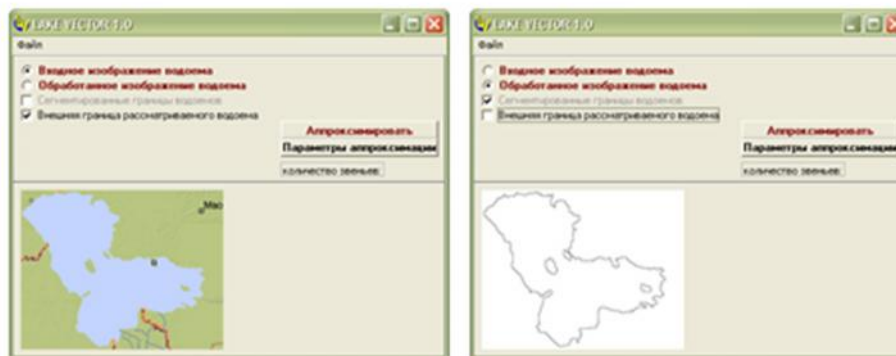 LAKE VECTOR 1.0
Файл
Входное изображение водоема
Обработанное изображение водоема
Сегментированные границы водоемов
Внешняя граница рассматриваемого водоема
Аппроксимировать
Параметры аппроксимации
количество звеньев:
Мао
LAKE VECTOR 1.0
Файл
Входное изображение водоема
Обработанное изображение водоема
Сегментированные границы водоемов
Внешняя граница рассматриваемого водоема
Аппроксимировать
Параметры аппроксимации
количество звеньев: